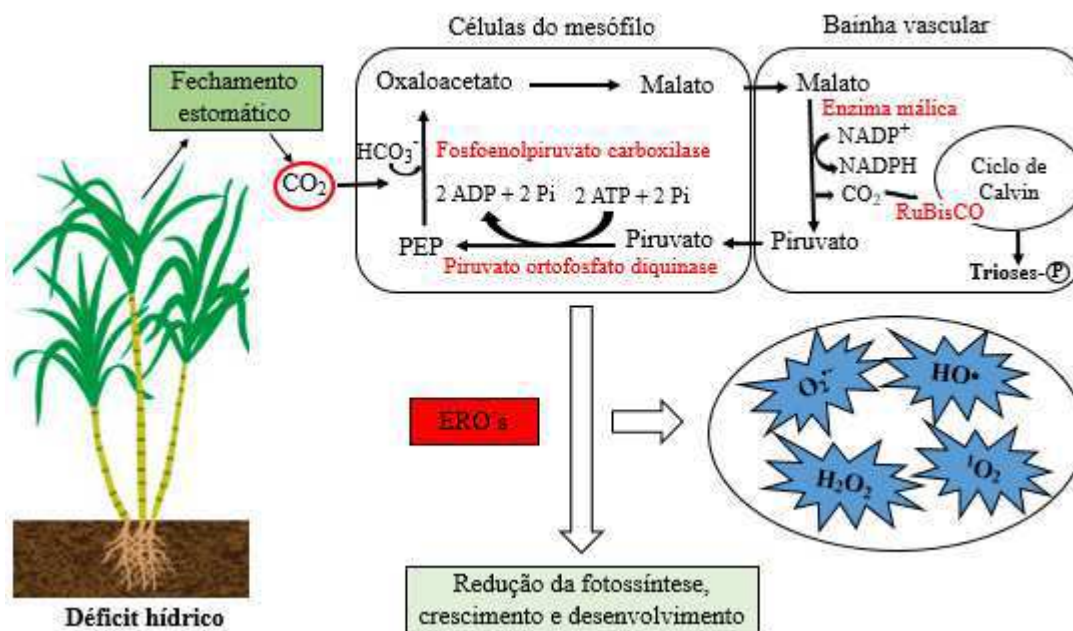 Células do mesófilo
Bainha vascular
Fechamento
estomático
CO₂
HCO₃⁻
Oxaloacetato
Malato
Fosfoenolpiruvato carboxilase
2 ADP + 2 Pi
2 ATP + 2 Pi
PEP
Piruvato
Piruvato ortofosfato diquinase
Malato
Enzima málica
NADP⁺
NADPH
CO₂
RuBisCO
Ciclo de
Calvin
Piruvato
Trioses-P
ERO´s
O₂•⁻
HO•
H₂O₂
¹O₂
Redução da fotossíntese,
crescimento e desenvolvimento
Déficit hídrico